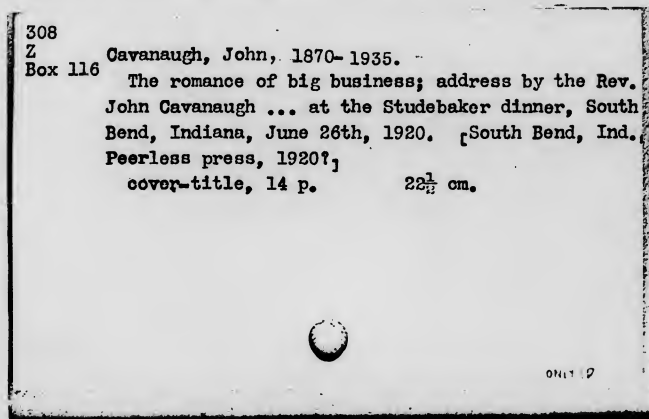 308
Z
Box 116
Cavanaugh, John, 1870-1935.
The romance of big business; address by the Rev.
John Cavanaugh ... at the Studebaker dinner, South
Bend, Indiana, June 26th, 1920. [South Bend, Ind.,
Peerless press, 1920?]
cover-title, 14 p. 22½ cm.